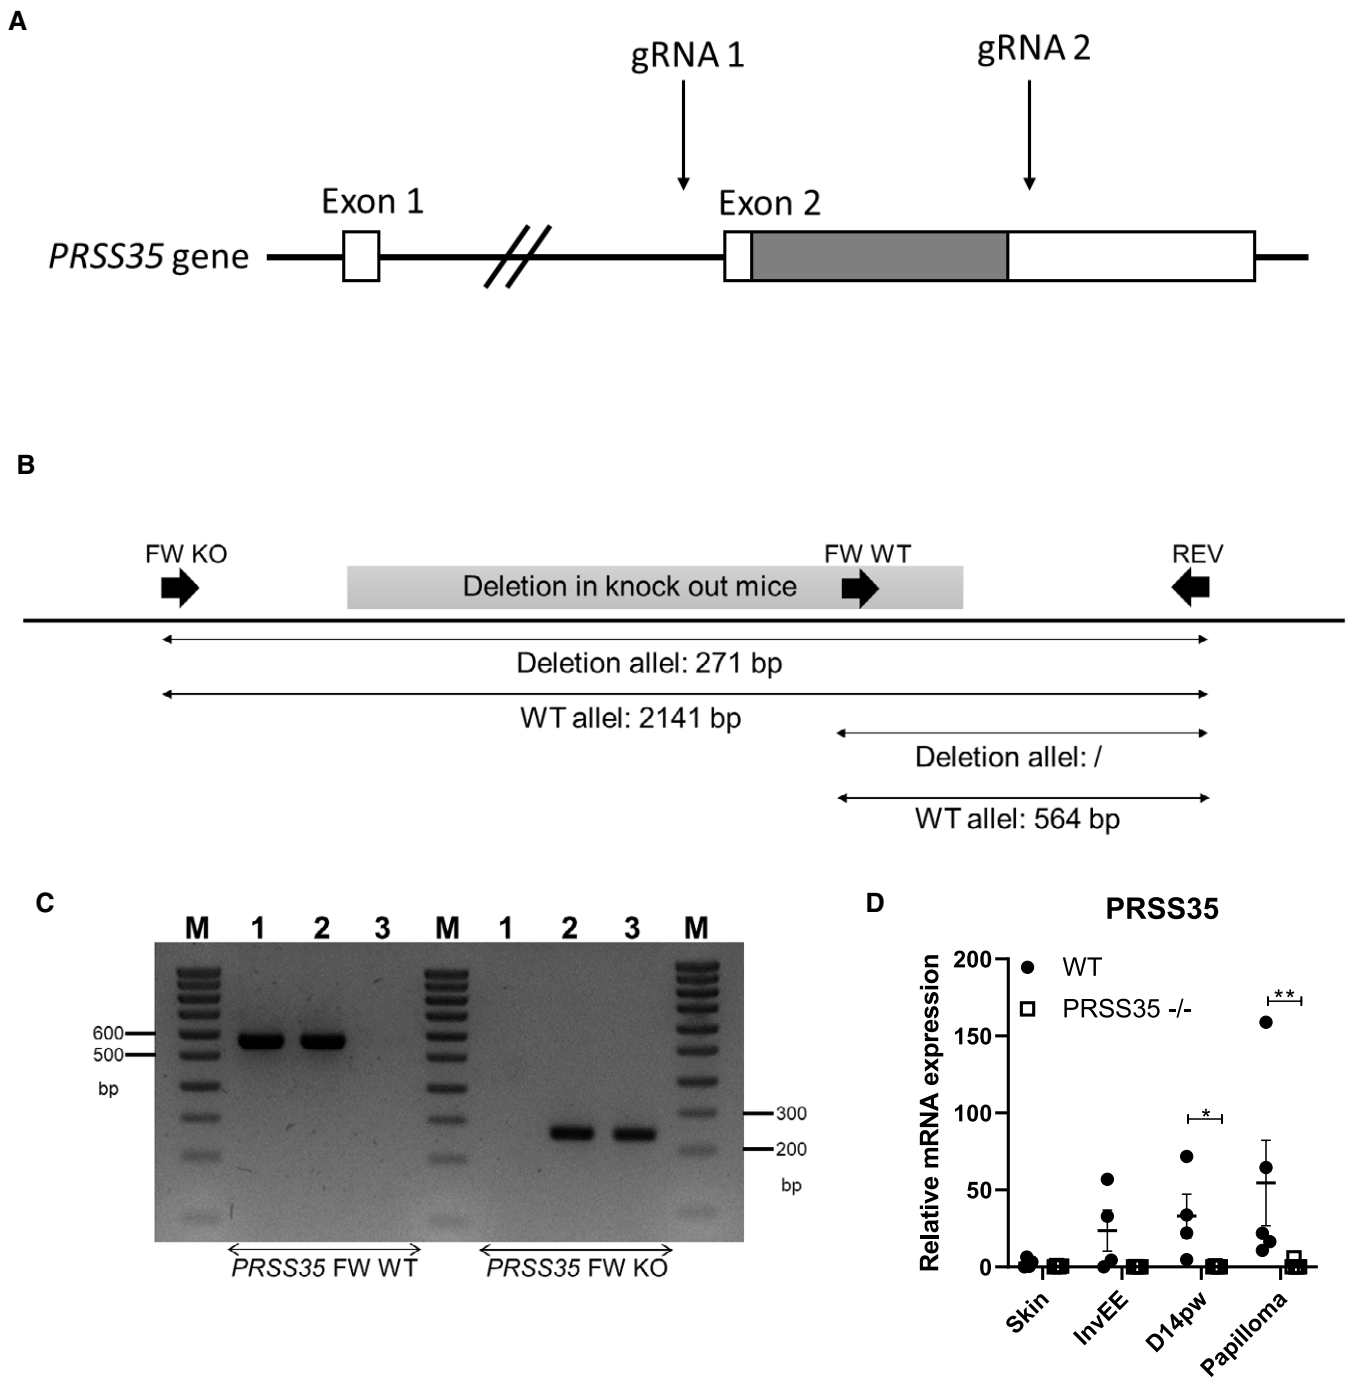 A
gRNA 1
gRNA 2
Exon 1
Exon 2
PRSS35 gene
B
FW KO
FW WT
REV
Deletion in knock out mice
Deletion allel: 271 bp
WT allel: 2141 bp
Deletion allel: /
WT allel: 564 bp
C
M 1 2 3 M 1 2 3 M
600
500
bp
300
200
bp
PRSS35 FW WT
PRSS35 FW KO
D
PRSS35
Relative mRNA expression
200
150
100
50
0
WT
PRSS35 -/-
*
**
Skin
InvEE
D14pw
Papilloma